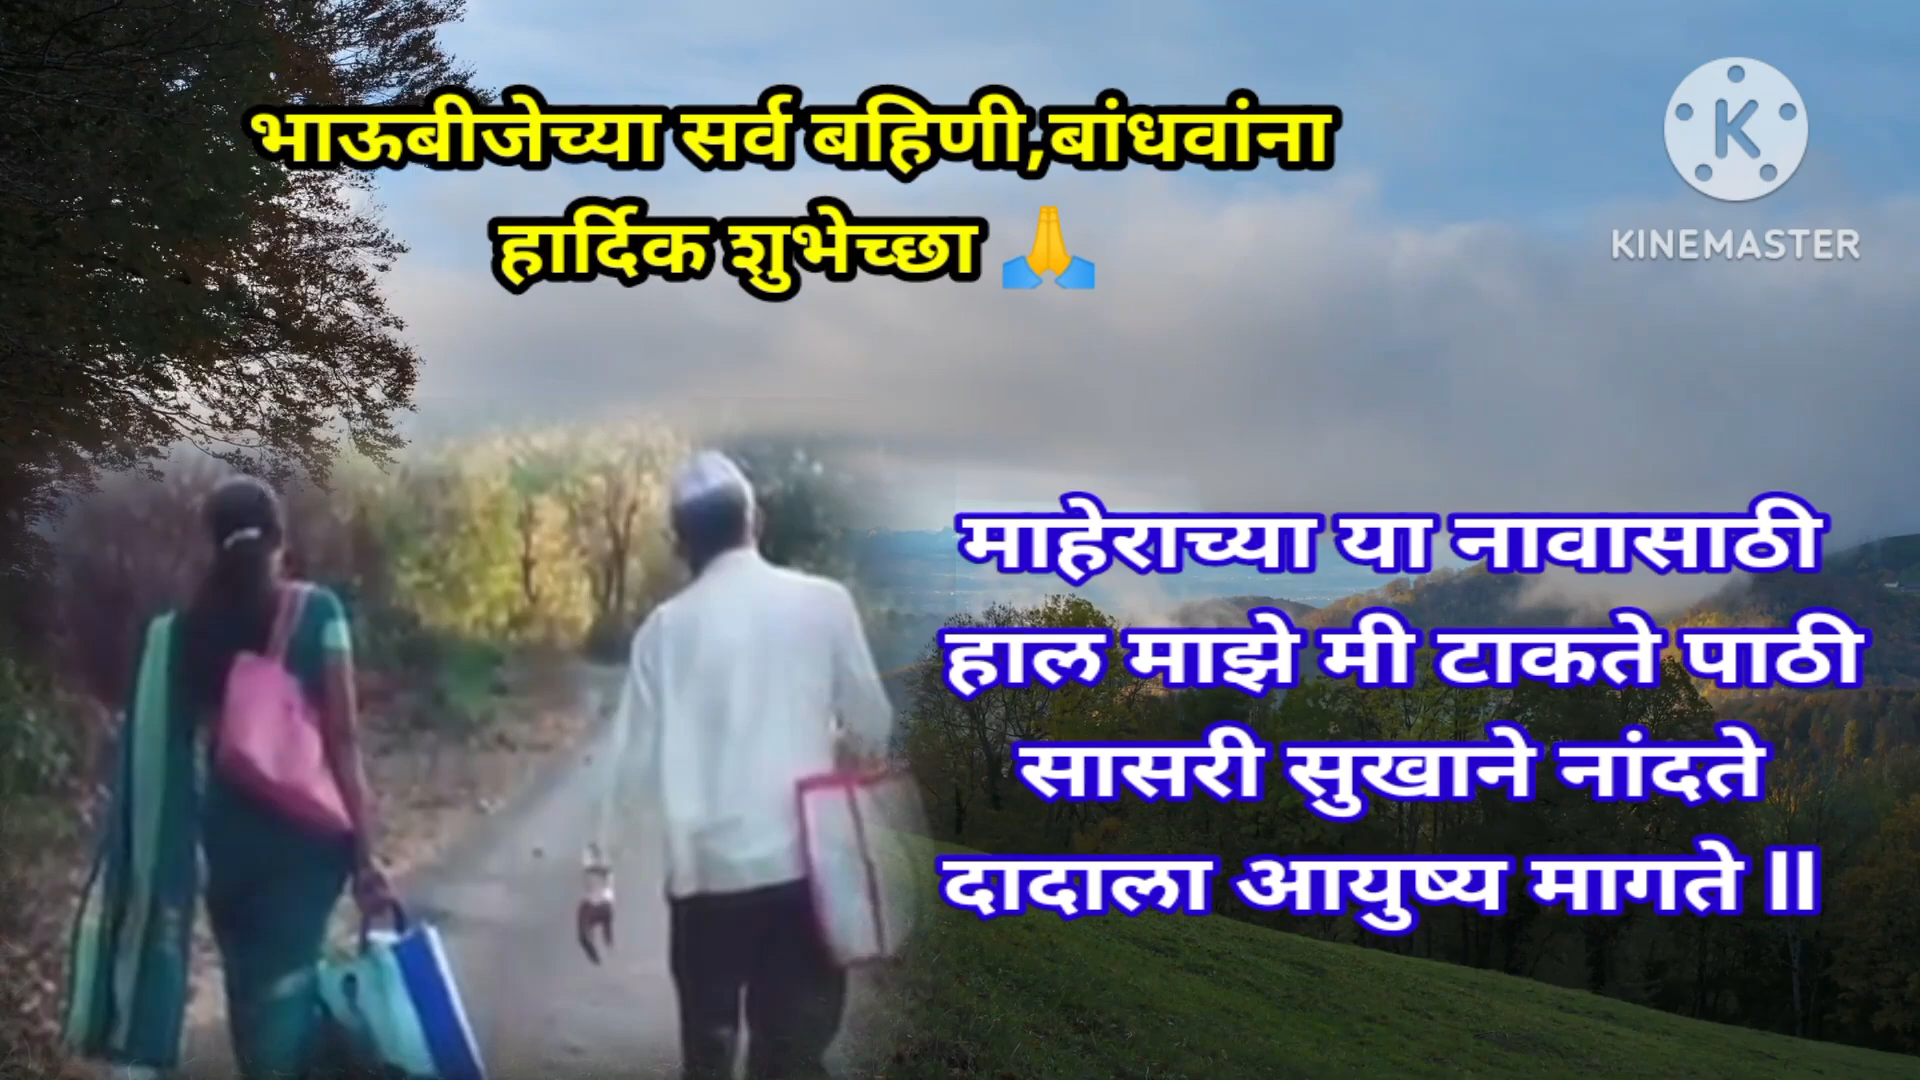 भाऊबीजेच्या सर्व बहिणी,बांधवांना
हार्दिक शुभेच्छा 🙏
KINEMASTER
माहेराच्या या नावासाठी
हाल माझे मी टाकते पाठी
सासरी सुखाने नांदते
दादाला आयुष्य मागते ll